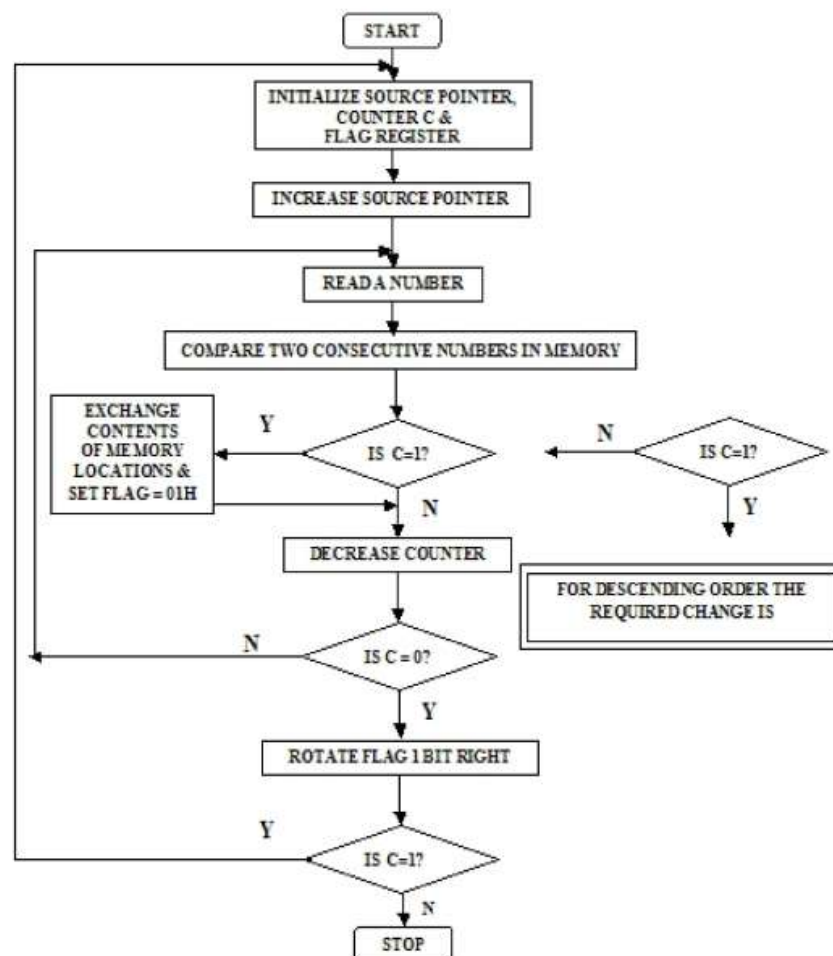 START
INITIALIZE SOURCE POINTER,
COUNTER C &
FLAG REGISTER
INCREASE SOURCE POINTER
READ A NUMBER
COMPARE TWO CONSECUTIVE NUMBERS IN MEMORY
EXCHANGE
CONTENTS
OF MEMORY
LOCATIONS &
SET FLAG = 01H
Y
IS C=1?
N
N
IS C=1?
Y
DECREASE COUNTER
FOR DESCENDING ORDER THE
REQUIRED CHANGE IS
N
IS C = 0?
Y
ROTATE FLAG 1 BIT RIGHT
Y
IS C=1?
N
STOP